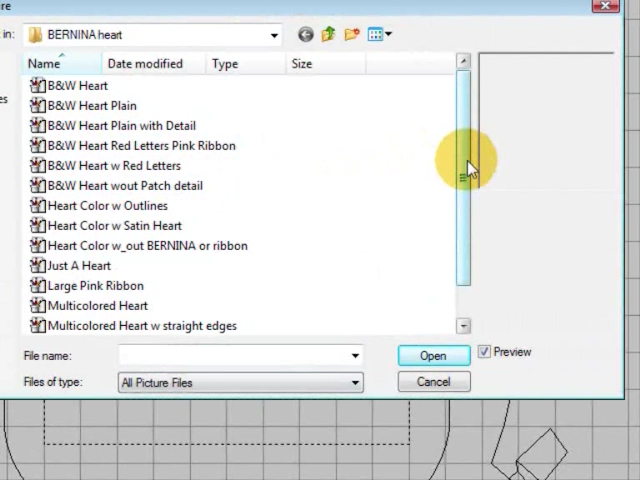 re
in: BERNINA heart
Name Date modified Type Size
es
B&W Heart
B&W Heart Plain
B&W Heart Plain with Detail
B&W Heart Red Letters Pink Ribbon
B&W Heart w Red Letters
B&W Heart wout Patch detail
Heart Color w Outlines
Heart Color w Satin Heart
Heart Color w_out BERNINA or ribbon
Just A Heart
Large Pink Ribbon
Multicolored Heart
Multicolored Heart w straight edges
File name: Open Preview
Files of type: All Picture Files Cancel